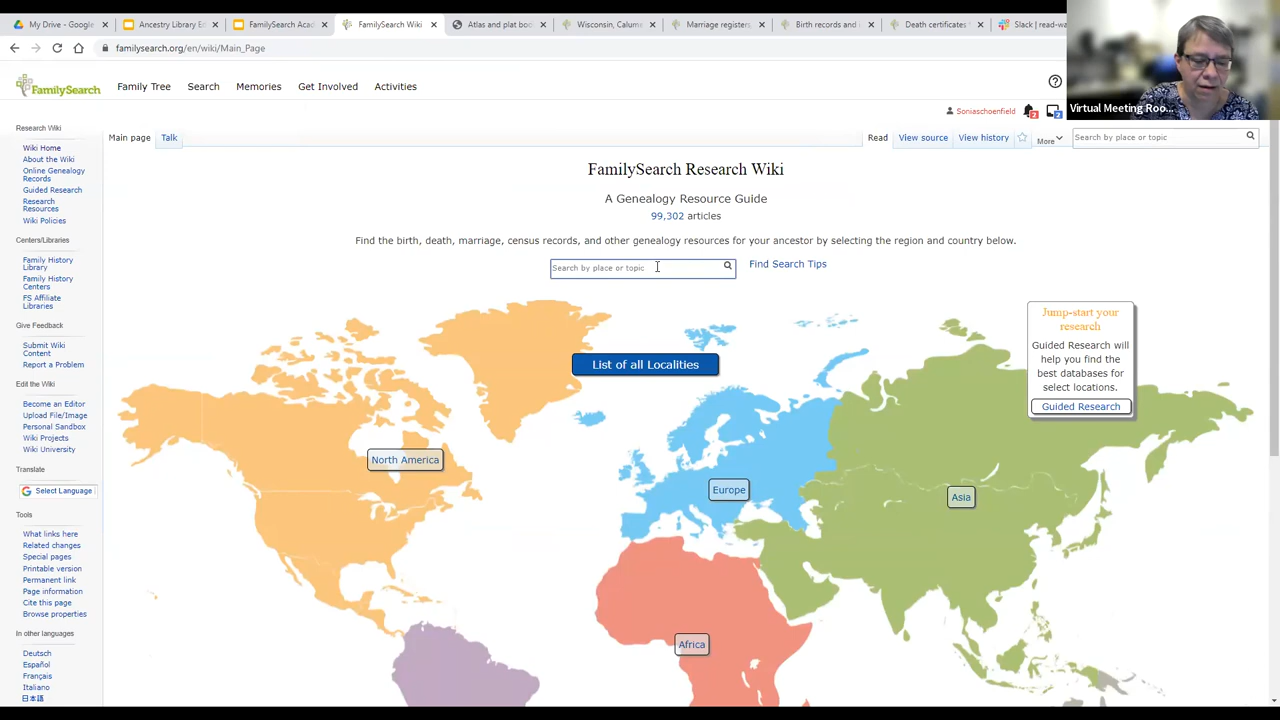 My Drive - Google
Ancestry Library Ed
FamilySearch Aca
FamilySearch Wiki
Atlas and plat boo
Wisconsin, Calume
Marriage registers,
Birth records and i
Death certificates
Slack | read-wa
familysearch.org/en/wiki/Main_Page
FamilySearch
Family Tree
Search
Memories
Get Involved
Activities
Virtual Meeting Roo...
Soniaschoenfield
2
2
Research Wiki
Wiki Home
About the Wiki
Online Genealogy
Records
Guided Research
Research
Resources
Wiki Policies
Centers/Libraries
Family History
Library
Family History
Centers
FS Affiliate
Libraries
Give Feedback
Submit Wiki
Content
Report a Problem
Edit the Wiki
Become an Editor
Upload File/Image
Personal Sandbox
Wiki Projects
Wiki University
Translate
Select Language
Tools
What links here
Related changes
Special pages
Printable version
Permanent link
Page information
Cite this page
Browse properties
In other languages
Deutsch
Español
Français
Italiano
日本語
Main page
Talk
Read
View source
View history
More
Search by place or topic
FamilySearch Research Wiki
A Genealogy Resource Guide
99,302 articles
Find the birth, death, marriage, census records, and other genealogy resources for your ancestor by selecting the region and country below.
Search by place or topic
Find Search Tips
List of all Localities
Jump-start your
research
Guided Research will
help you find the
best databases for
select locations.
Guided Research
North America
Europe
Asia
Africa